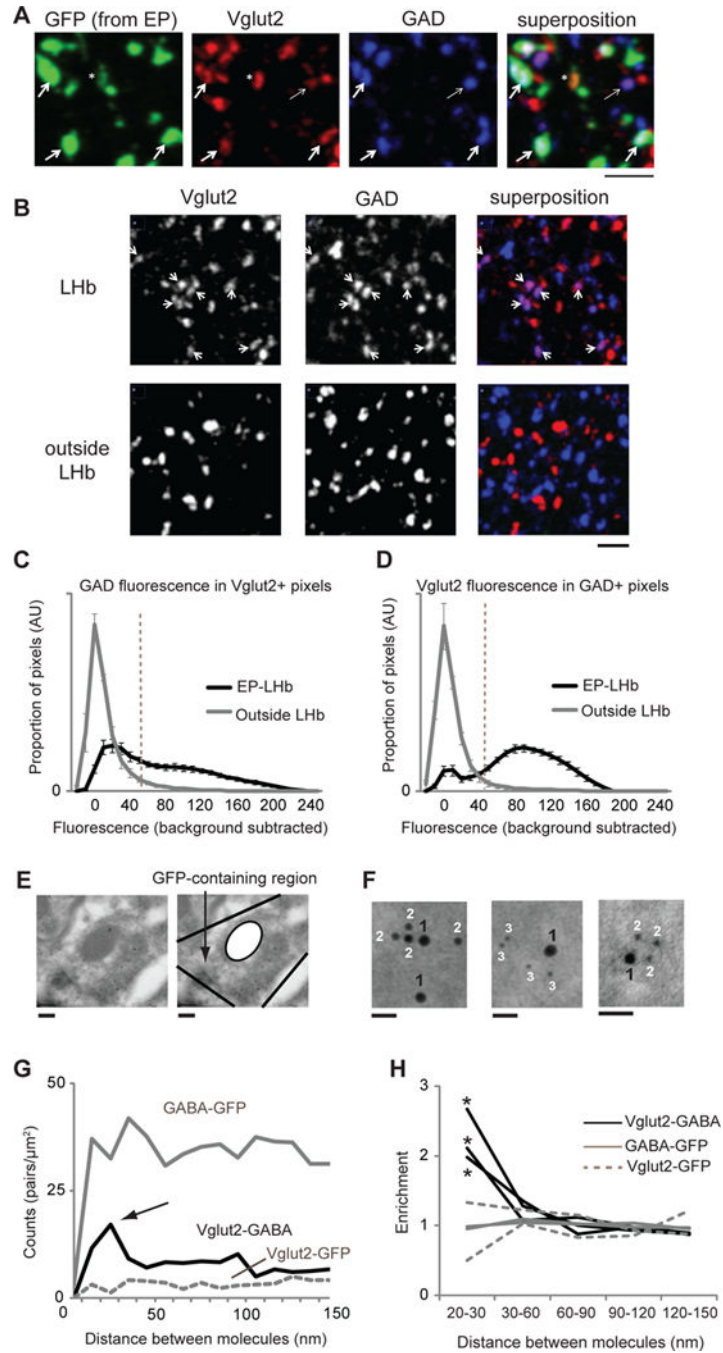 A
GFP (from EP) Vglut2 GAD superposition
* * *
B
Vglut2 GAD superposition
LHb
outside
LHb
C
GAD fluorescence in Vglut2+ pixels
Proportion of pixels (AU)
EP-LHb
Outside LHb
0
0 40 80 120 160 200 240
Fluorescence (background subtracted)
D
Vglut2 fluorescence in GAD+ pixels
Proportion of pixels (AU)
EP-LHb
Outside LHb
0
0 40 80 120 160 200 240
Fluorescence (background subtracted)
E
GFP-containing region
F
2 1 2 2 2 1
3 1 3 3 3
2 2 1 2
G
Counts (pairs/μm²)
50
25
0
GABA-GFP
Vglut2-GABA
Vglut2-GFP
0 50 100 150
Distance between molecules (nm)
H
Enrichment
3
2
1
0
*
*
*
Vglut2-GABA
GABA-GFP
Vglut2-GFP
20-30 30-60 60-90 90-120 120-150
Distance between molecules (nm)